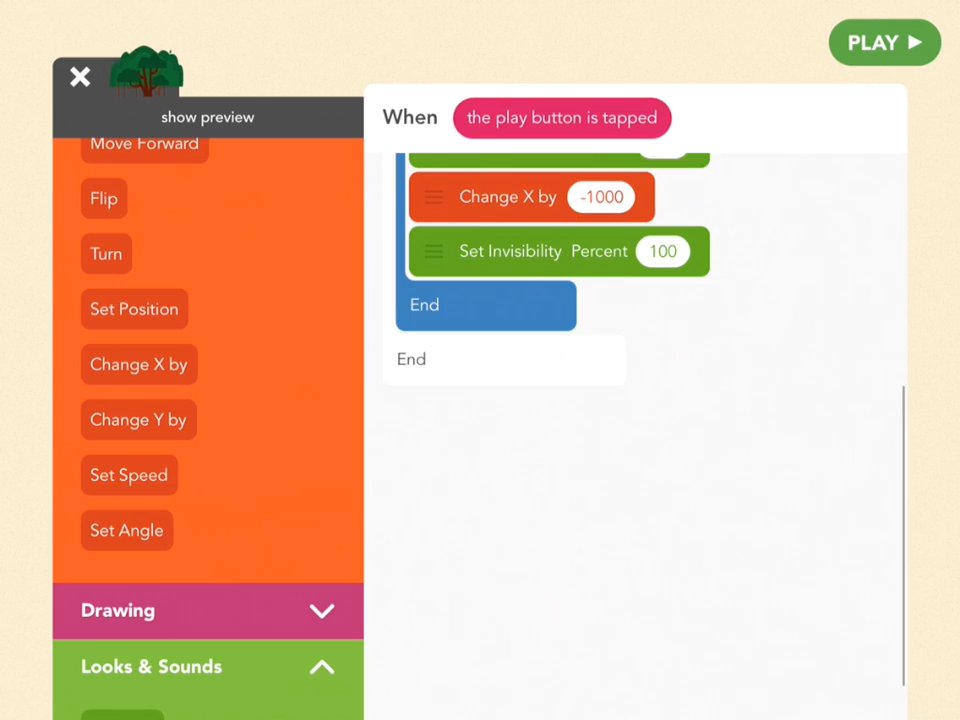 PLAY
show preview
When the play button is tapped
Move Forward
Flip
Turn
Set Position
Change X by
Change Y by
Set Speed
Set Angle
Drawing
Looks & Sounds
Change X by -1000
Set Invisibility Percent 100
End
End